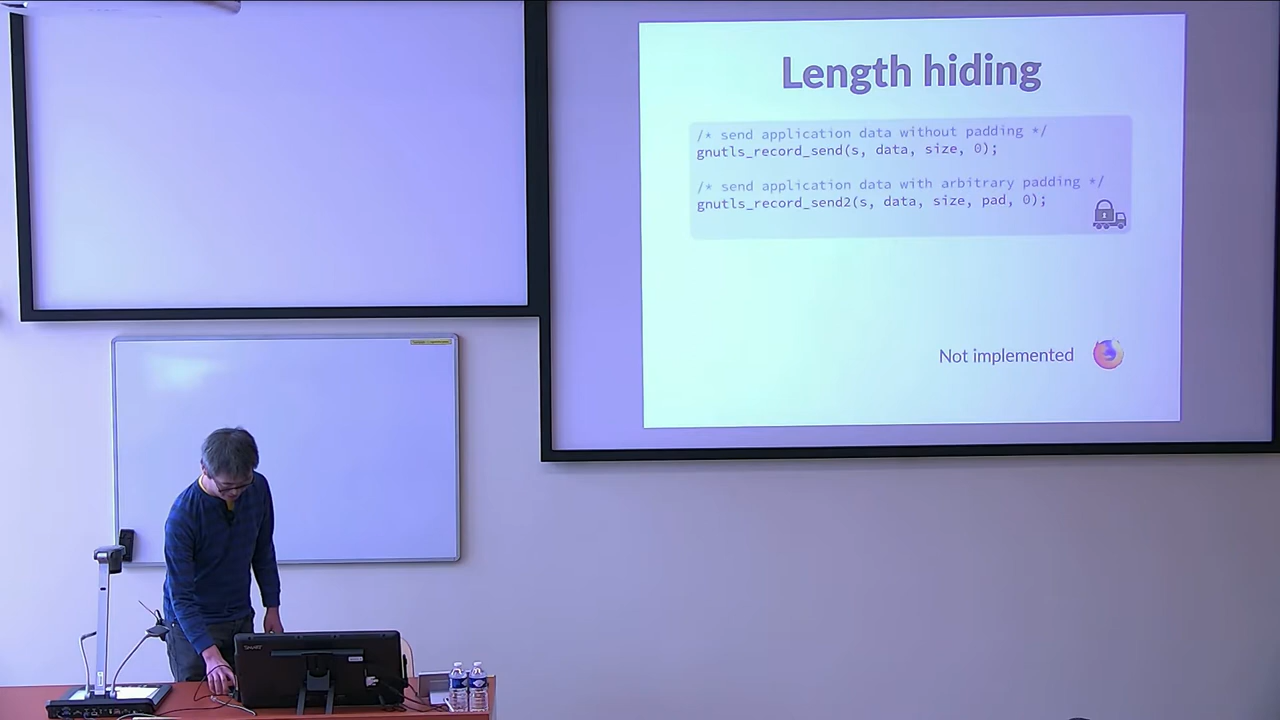 Length hiding
/* send application data without padding */
gnutls_record_send(s, data, size, 0);
/* send application data with arbitrary padding */
gnutls_record_send2(s, data, size, pad, 0);
Not implemented